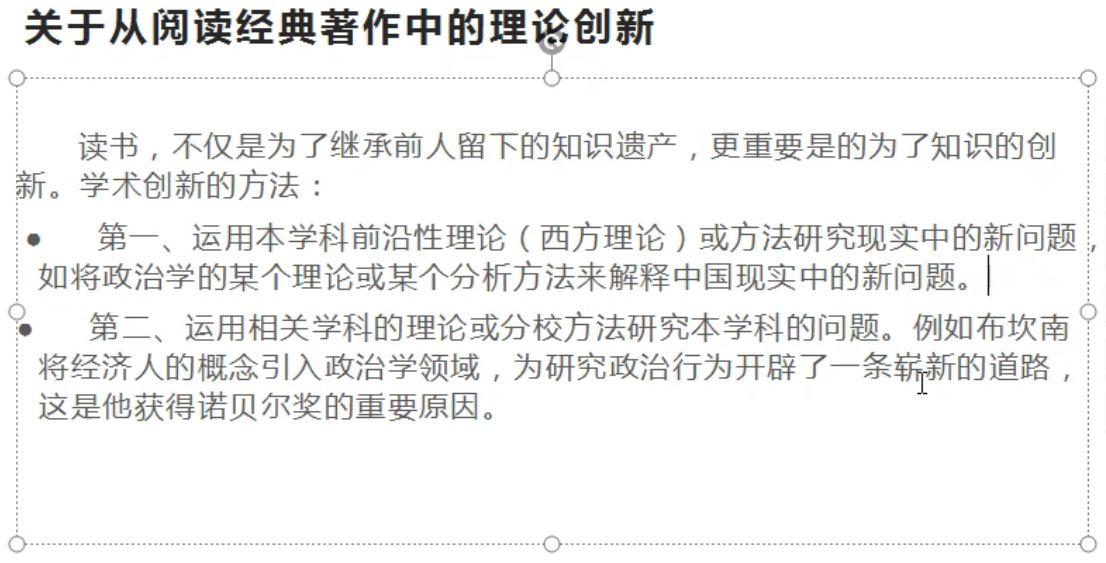 关于从阅读经典著作中的理论创新
读书，不仅是为了继承前人留下的知识遗产，更重要是的为了知识的创
新。学术创新的方法：
● 第一、运用本学科前沿性理论（西方理论）或方法研究现实中的新问题，
如将政治学的某个理论或某个分析方法来解释中国现实中的新问题。
● 第二、运用相关学科的理论或分校方法研究本学科的问题。例如布坎南
将经济人的概念引入政治学领域，为研究政治行为开辟了一条崭新的道路，
这是他获得诺贝尔奖的重要原因。